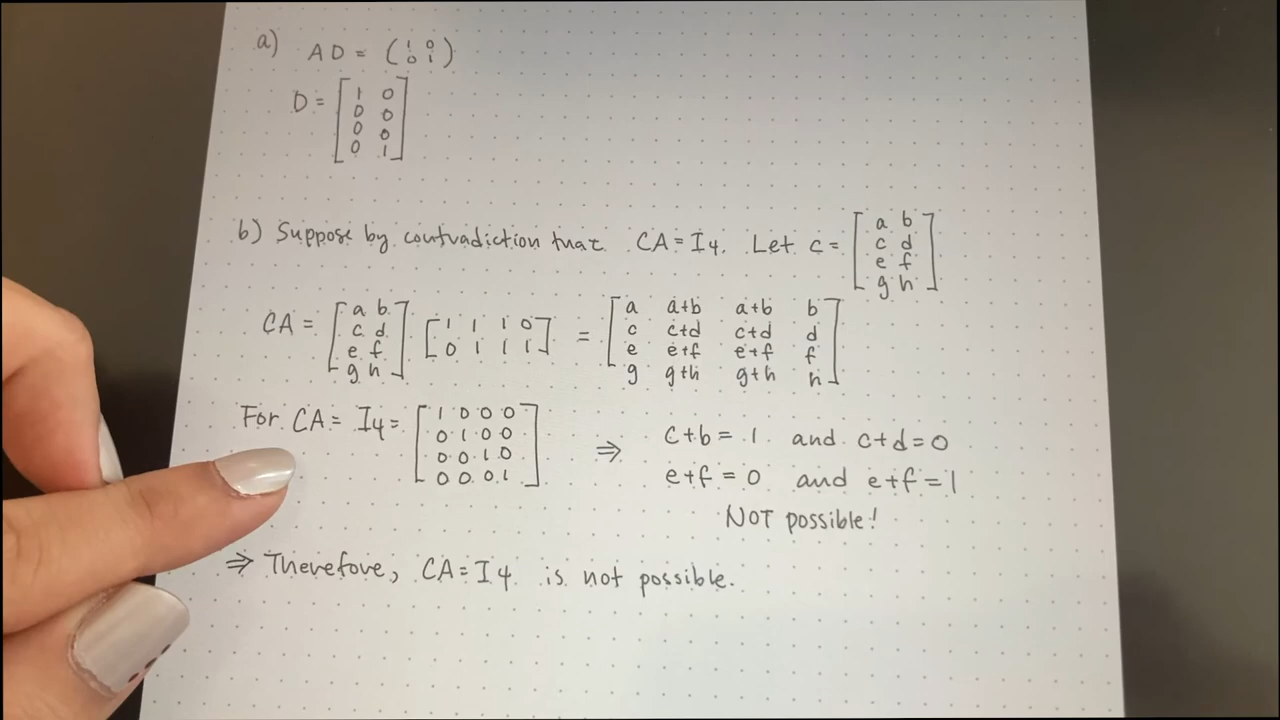 a) AD = (1 0
0 1)
D = [1 0
0 0
0 0
0 1]
b) Suppose by contradiction that CA = I4. Let c = [a b
c d
e f
g h]
CA = [a b
c d
e f
g h] [1 1 1 0
0 1 1 1] = [a a+b a+b b
c c+d c+d d
e e+f e+f f
g g+h g+h h]
For CA = I4 = [1 0 0 0
0 1 0 0
0 0 1 0
0 0 0 1] ⇒ c+b = 1 and c+d = 0
e+f = 0 and e+f = 1
NOT possible!
⇒ Therefore, CA = I4 is not possible.